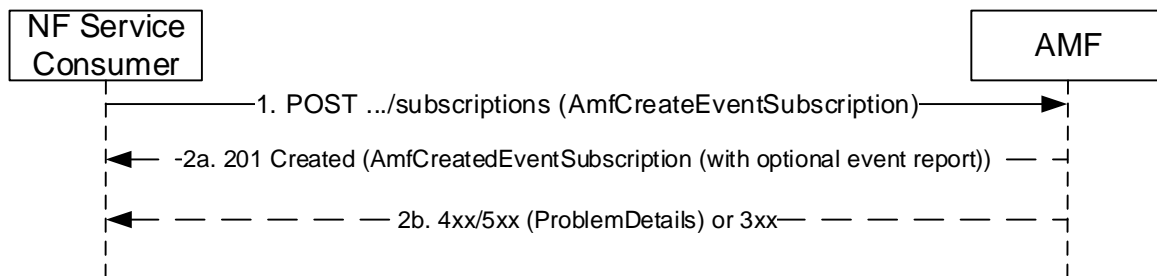 NF Service
Consumer
AMF
1. POST .../subscriptions (AmfCreateEventSubscription)
-2a. 201 Created (AmfCreatedEventSubscription (with optional event report))
2b. 4xx/5xx (ProblemDetails) or 3xx